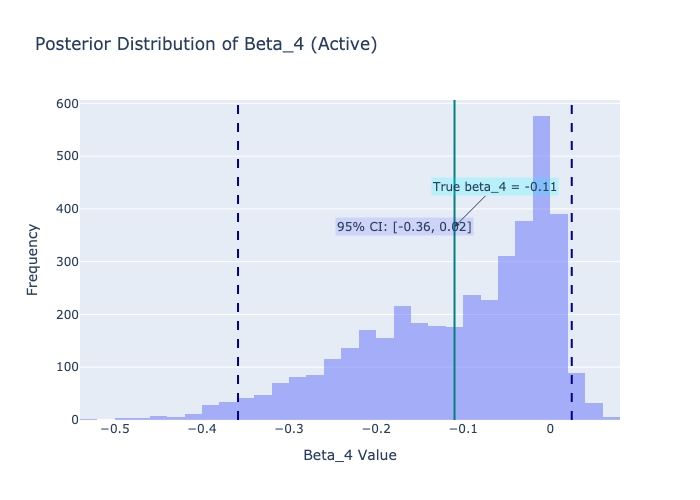 Posterior Distribution of Beta_4 (Active)
600
500
400
300
200
100
0
Frequency
True beta_4 = -0.11
95% CI: [-0.36, 0.02]
−0.5
−0.4
−0.3
−0.2
−0.1
0
Beta_4 Value